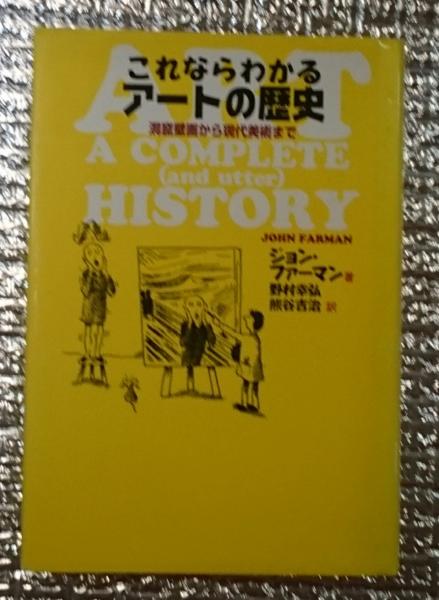 ART
これならわかる
アートの歴史
洞窟壁画から現代美術まで
A COMPLETE
(and utter)
HISTORY
JOHN FARMAN
ジョン・
ファーマン 著
野村幸弘
熊谷吉治 訳